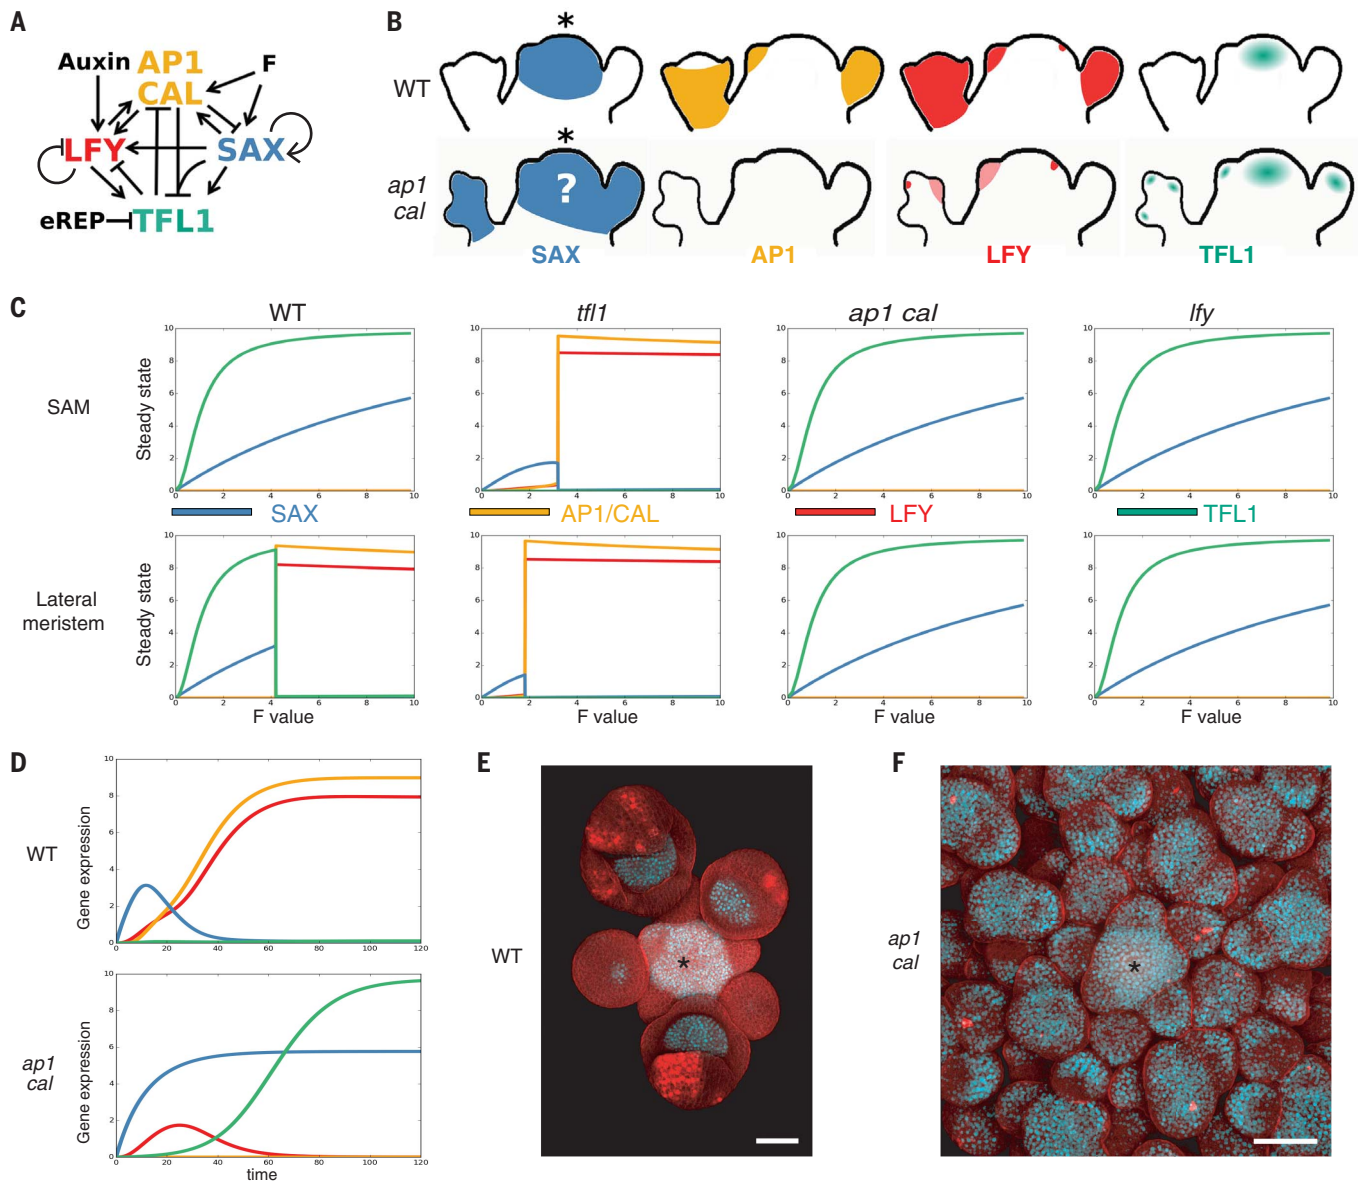 A
Auxin AP1 F
CAL
LFY SAX
eREP TFL1
B
*
WT
*
?
ap1
cal
SAX AP1 LFY TFL1
C
WT tfl1 ap1 cal lfy
SAM
Steady state
10 8 6 4 2 0
0 2 4 6 8 10
10 8 6 4 2 0
0 2 4 6 8 10
10 8 6 4 2 0
0 2 4 6 8 10
10 8 6 4 2 0
0 2 4 6 8 10
SAX AP1/CAL LFY TFL1
Lateral
meristem
Steady state
10 8 6 4 2 0
0 2 4 6 8 10
F value
10 8 6 4 2 0
0 2 4 6 8 10
F value
10 8 6 4 2 0
0 2 4 6 8 10
F value
10 8 6 4 2 0
0 2 4 6 8 10
F value
D
WT
Gene expression
10 8 6 4 2 0
0 20 40 60 80 100 120
ap1
cal
Gene expression
10 8 6 4 2 0
0 20 40 60 80 100 120
time
E
WT
*
F
ap1
cal
*